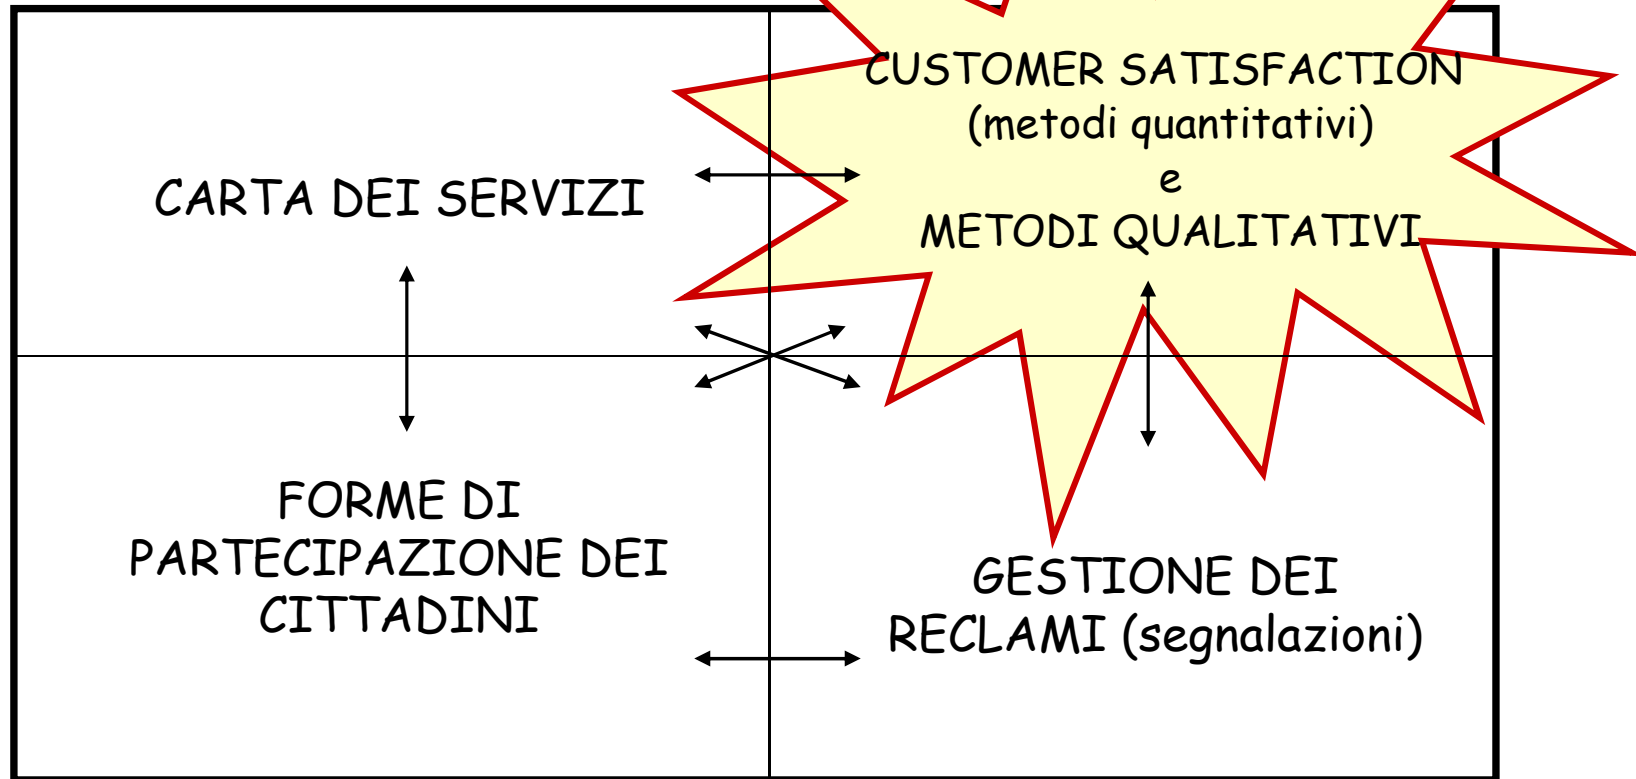 CUSTOMER SATISFACTION
(metodi quantitativi)
e
METODI QUALITATIVI
CARTA DEI SERVIZI
FORME DI
PARTECIPAZIONE DEI
CITTADINI
GESTIONE DEI
RECLAMI (segnalazioni)